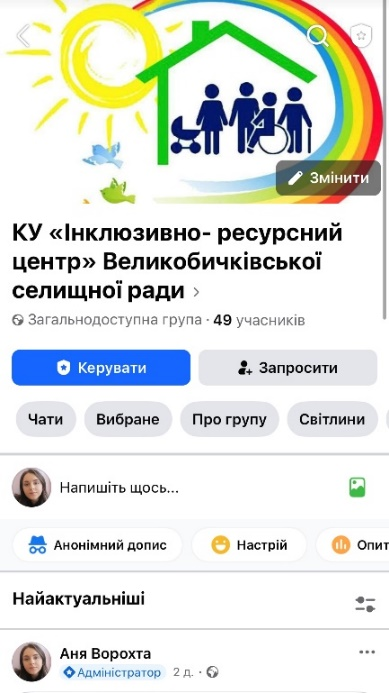 Змінити
КУ «Інклюзивно- ресурсний
центр» Великобичківської
селищної ради
Загальнодоступна група · 49 учасників
Керувати
Запросити
Чати
Вибране
Про групу
Світлини
Напишіть щось...
Анонімний допис
Настрій
Опит
Найактуальніші
Аня Ворохта
Адміністратор 2 д. ·